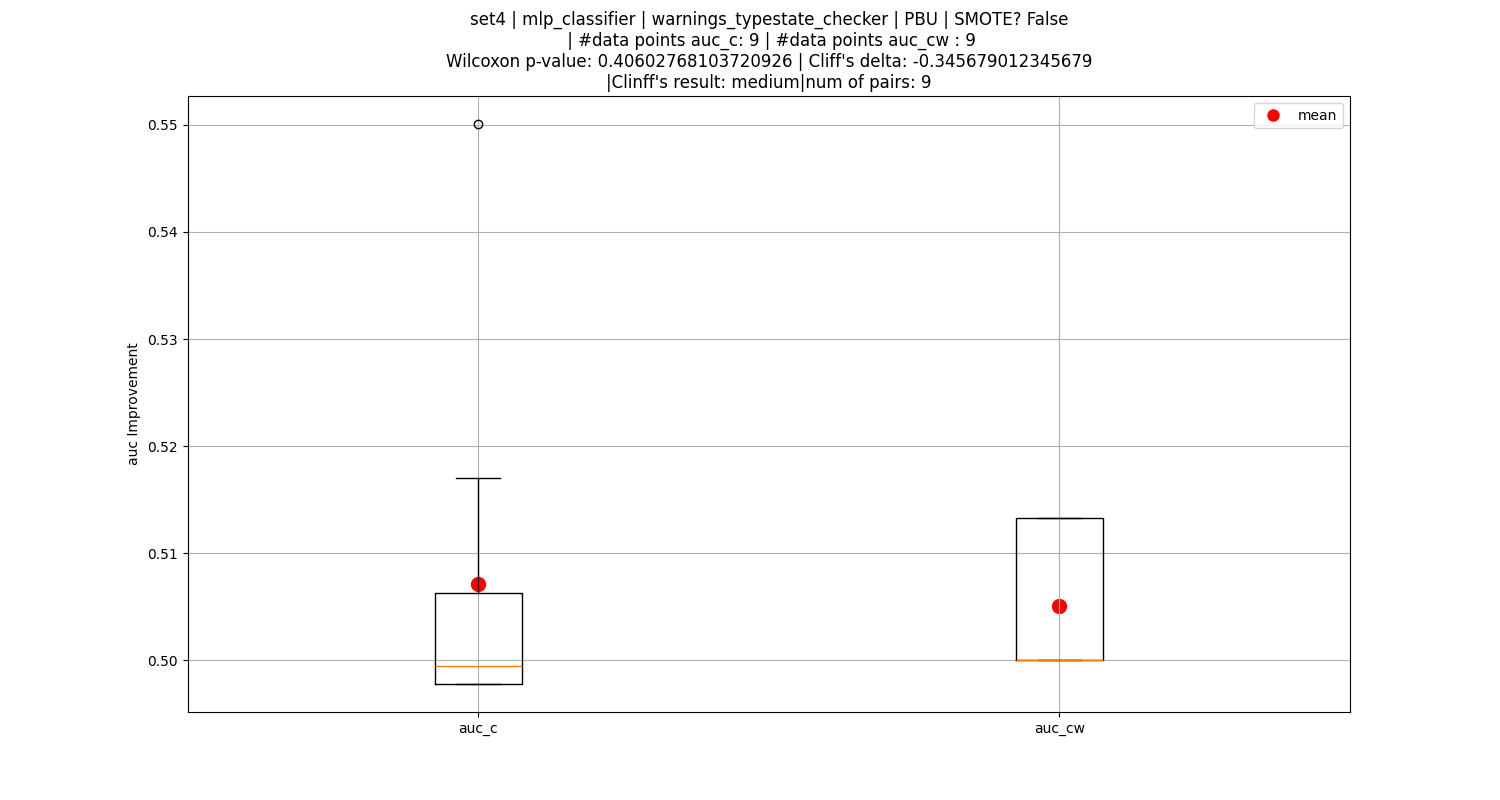 set4 | mlp_classifier | warnings_typestate_checker | PBU | SMOTE? False
| #data points auc_c: 9 | #data points auc_cw : 9
Wilcoxon p-value: 0.40602768103720926 | Cliff's delta: -0.345679012345679
|Clinff's result: medium|num of pairs: 9
mean
0.55
0.54
0.53
0.52
0.51
0.50
auc Improvement
auc_c
auc_cw